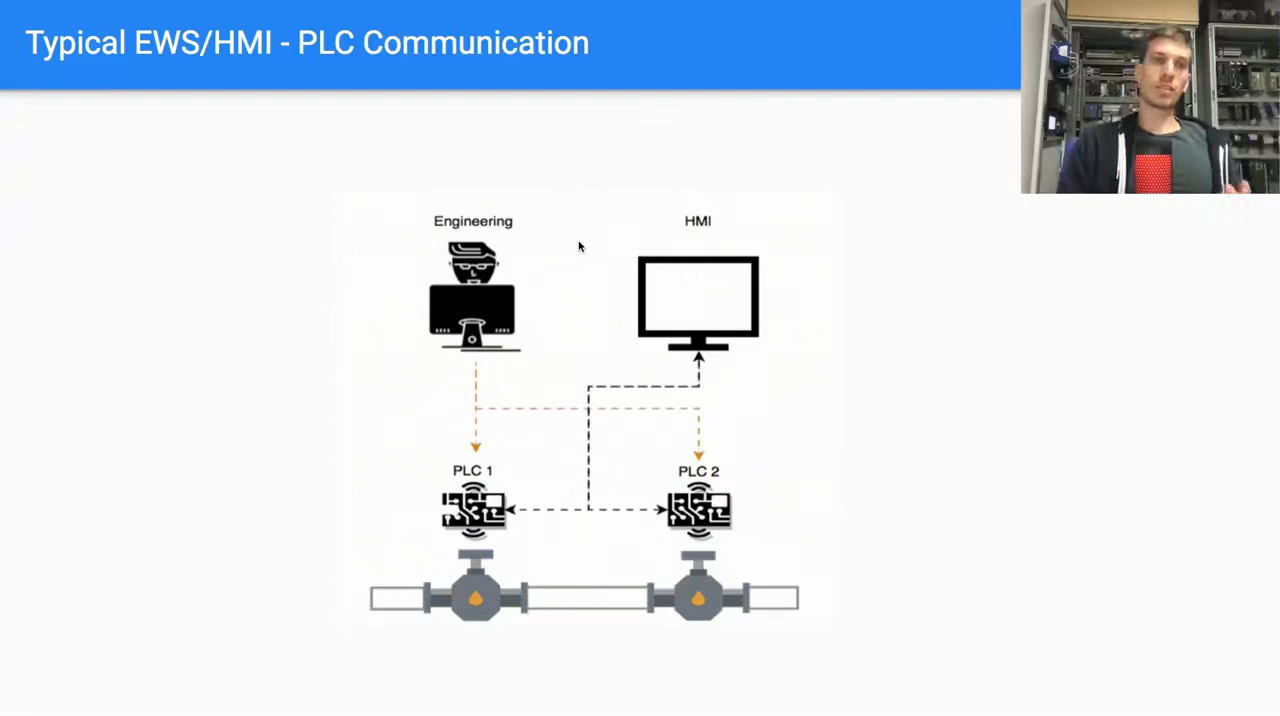 Typical EWS/HMI - PLC Communication
Engineering
HMI
PLC 1
PLC 2